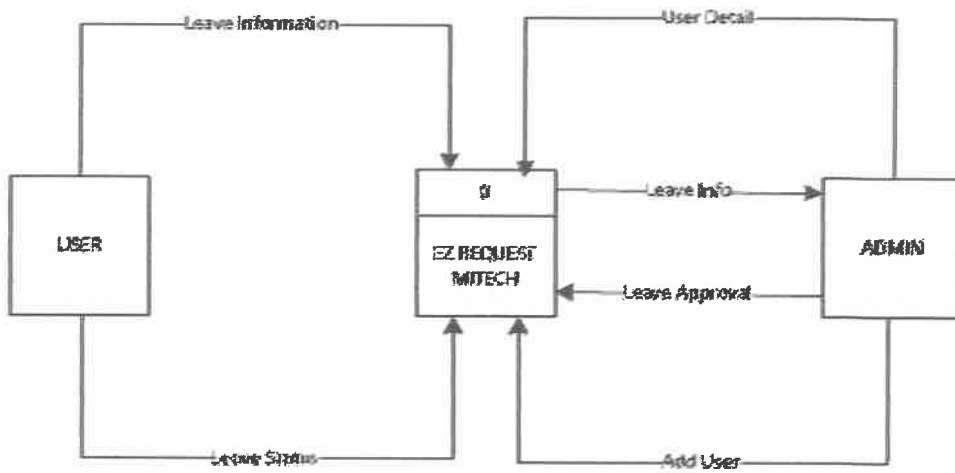 Leave Information
User Detail
0
Leave Info
USER
EZ REQUEST
MITECH
ADMIN
Leave Approval
Leave Status
Add User